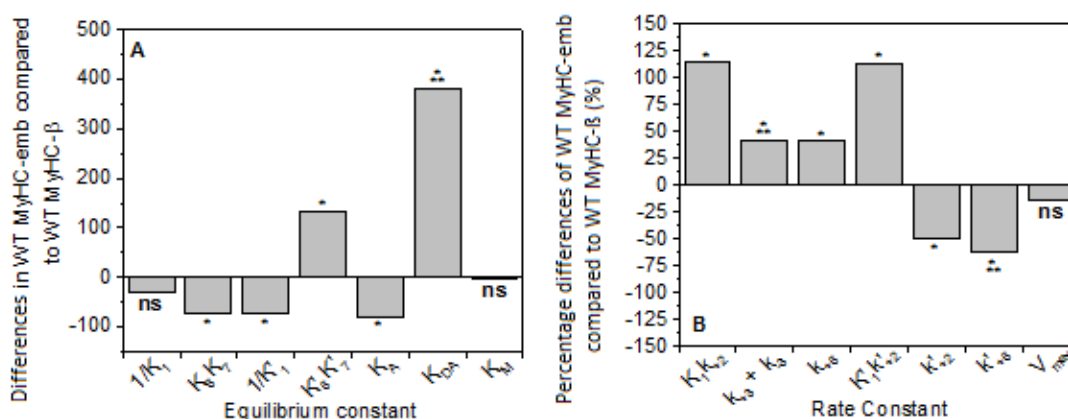 Differences in WT MyHC-emb compared
to WT MyHC-β
A
500
400
300
200
100
0
-100
ns
*
*
*
*
*
**
ns
1/K₁
K₆K₇
1/K'₁
K'₆K'₇
K_A
K_DA
K_M
Equilibrium constant
Percentage differences of WT MyHC-emb
compared to WT MyHC-ß (%)
150
125
100
75
50
25
0
-25
-50
-75
-100
-125
-150
B
*
*
**
*
*
*
*
**
ns
K₁k₊₂
k₊₃ + k₋₃
k₊₆
K'₁k'₊₂
k'₊₂
k'₊₆
Rate Constant